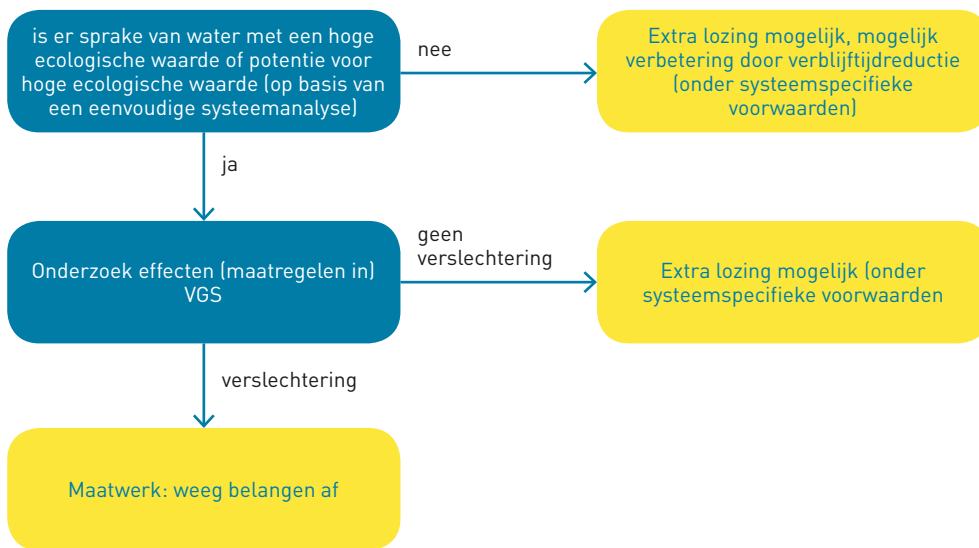 is er sprake van water met een hoge
ecologische waarde of potentie voor
hoge ecologische waarde (op basis van
een eenvoudige systeemanalyse)
nee
Extra lozing mogelijk, mogelijk
verbetering door verblijftijdreductie
(onder systeemspecifieke
voorwaarden)
ja
Onderzoek effecten (maatregelen in)
VGS
geen
verslechtering
Extra lozing mogelijk (onder
systeemspecifieke voorwaarden
verslechtering
Maatwerk: weeg belangen af